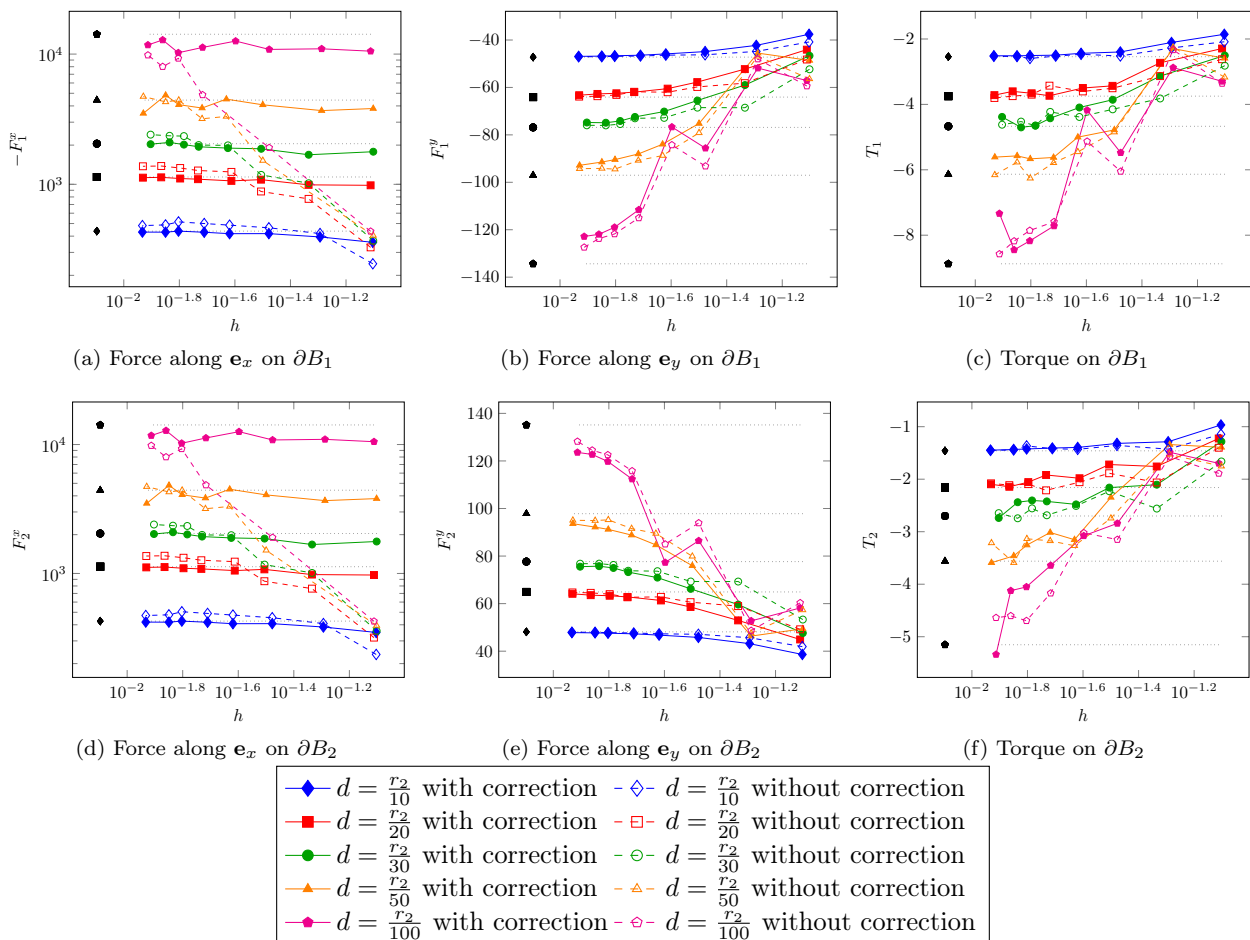 10⁴
10³
−F₁ˣ
10⁻² 10⁻¹·⁸ 10⁻¹·⁶ 10⁻¹·⁴ 10⁻¹·²
h
(a) Force along eₓ on ∂B₁
−40
−60
−80
−100
−120
−140
F₁ʸ
10⁻² 10⁻¹·⁸ 10⁻¹·⁶ 10⁻¹·⁴ 10⁻¹·²
h
(b) Force along e_y on ∂B₁
−2
−4
−6
−8
T₁
10⁻² 10⁻¹·⁸ 10⁻¹·⁶ 10⁻¹·⁴ 10⁻¹·²
h
(c) Torque on ∂B₁
10⁴
10³
F₂ˣ
10⁻² 10⁻¹·⁸ 10⁻¹·⁶ 10⁻¹·⁴ 10⁻¹·²
h
(d) Force along eₓ on ∂B₂
140
120
100
80
60
40
F₂ʸ
10⁻² 10⁻¹·⁸ 10⁻¹·⁶ 10⁻¹·⁴ 10⁻¹·²
h
(e) Force along e_y on ∂B₂
−1
−2
−3
−4
−5
T₂
10⁻² 10⁻¹·⁸ 10⁻¹·⁶ 10⁻¹·⁴ 10⁻¹·²
h
(f) Torque on ∂B₂
d = r₂/10 with correction d = r₂/10 without correction
d = r₂/20 with correction d = r₂/20 without correction
d = r₂/30 with correction d = r₂/30 without correction
d = r₂/50 with correction d = r₂/50 without correction
d = r₂/100 with correction d = r₂/100 without correction